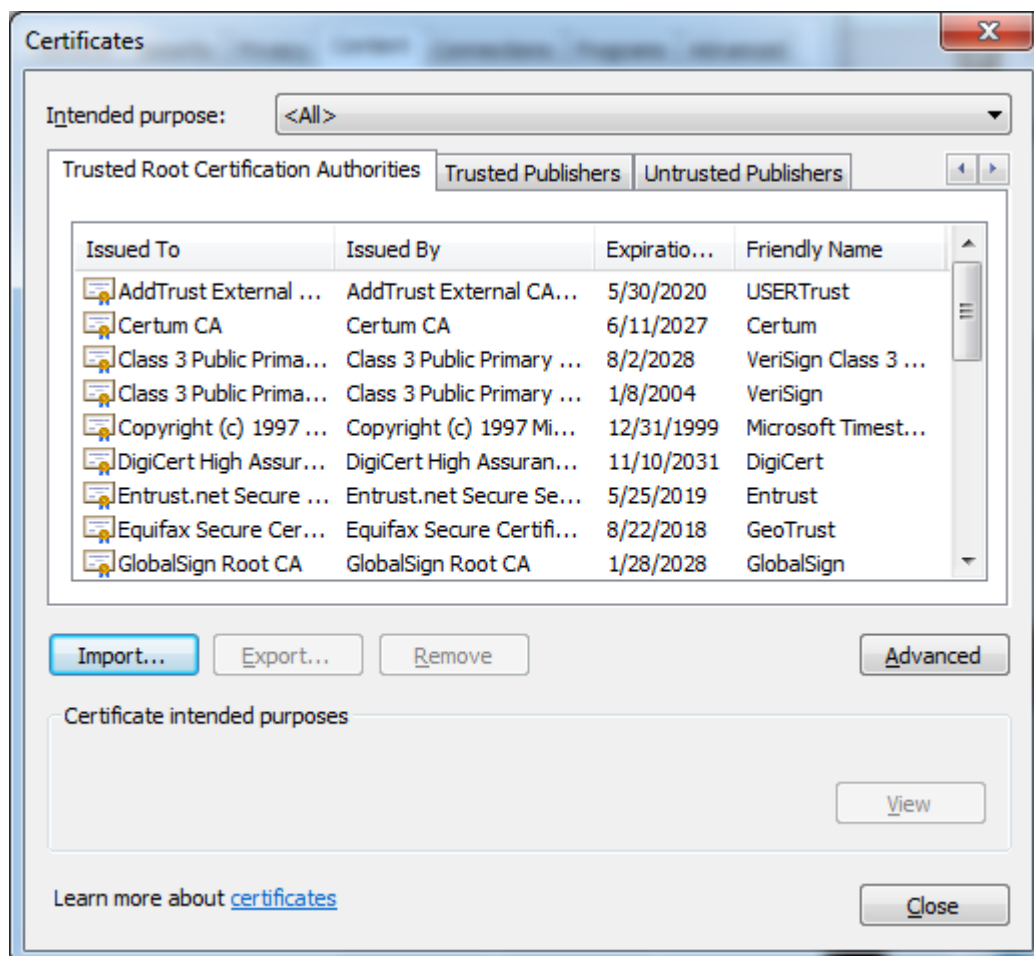 Certificates
Privacy Content Connections Programs Advanced
Intended purpose: <All>
Trusted Root Certification Authorities Trusted Publishers Untrusted Publishers
Issued To Issued By Expiratio... Friendly Name
AddTrust External ... AddTrust External CA... 5/30/2020 USERTrust
Certum CA Certum CA 6/11/2027 Certum
Class 3 Public Prima... Class 3 Public Primary ... 8/2/2028 VeriSign Class 3 ...
Class 3 Public Prima... Class 3 Public Primary ... 1/8/2004 VeriSign
Copyright (c) 1997 ... Copyright (c) 1997 Mi... 12/31/1999 Microsoft Timest...
DigiCert High Assur... DigiCert High Assuran... 11/10/2031 DigiCert
Entrust.net Secure ... Entrust.net Secure Se... 5/25/2019 Entrust
Equifax Secure Cer... Equifax Secure Certifi... 8/22/2018 GeoTrust
GlobalSign Root CA GlobalSign Root CA 1/28/2028 GlobalSign
Import... Export... Remove Advanced
Certificate intended purposes
View
Learn more about certificates
Close